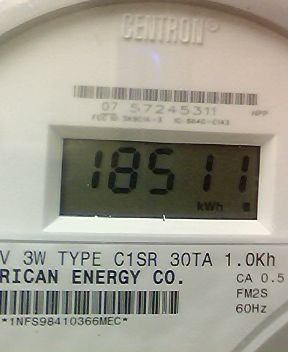 CENTRON®
07 57245311
HPP
18511
kWh
V 3W TYPE C1SR 30TA 1.0Kh
RICAN ENERGY CO.
CA 0.5
FM2S
60Hz
*1NFS98410366MEC*